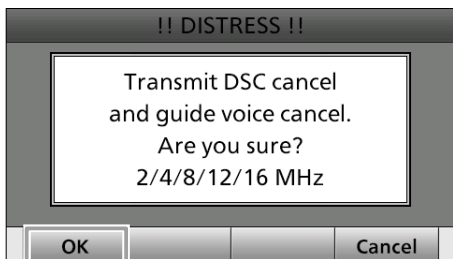 !! DISTRESS !!
Transmit DSC cancel
and guide voice cancel.
Are you sure?
2/4/8/12/16 MHz
OK
Cancel